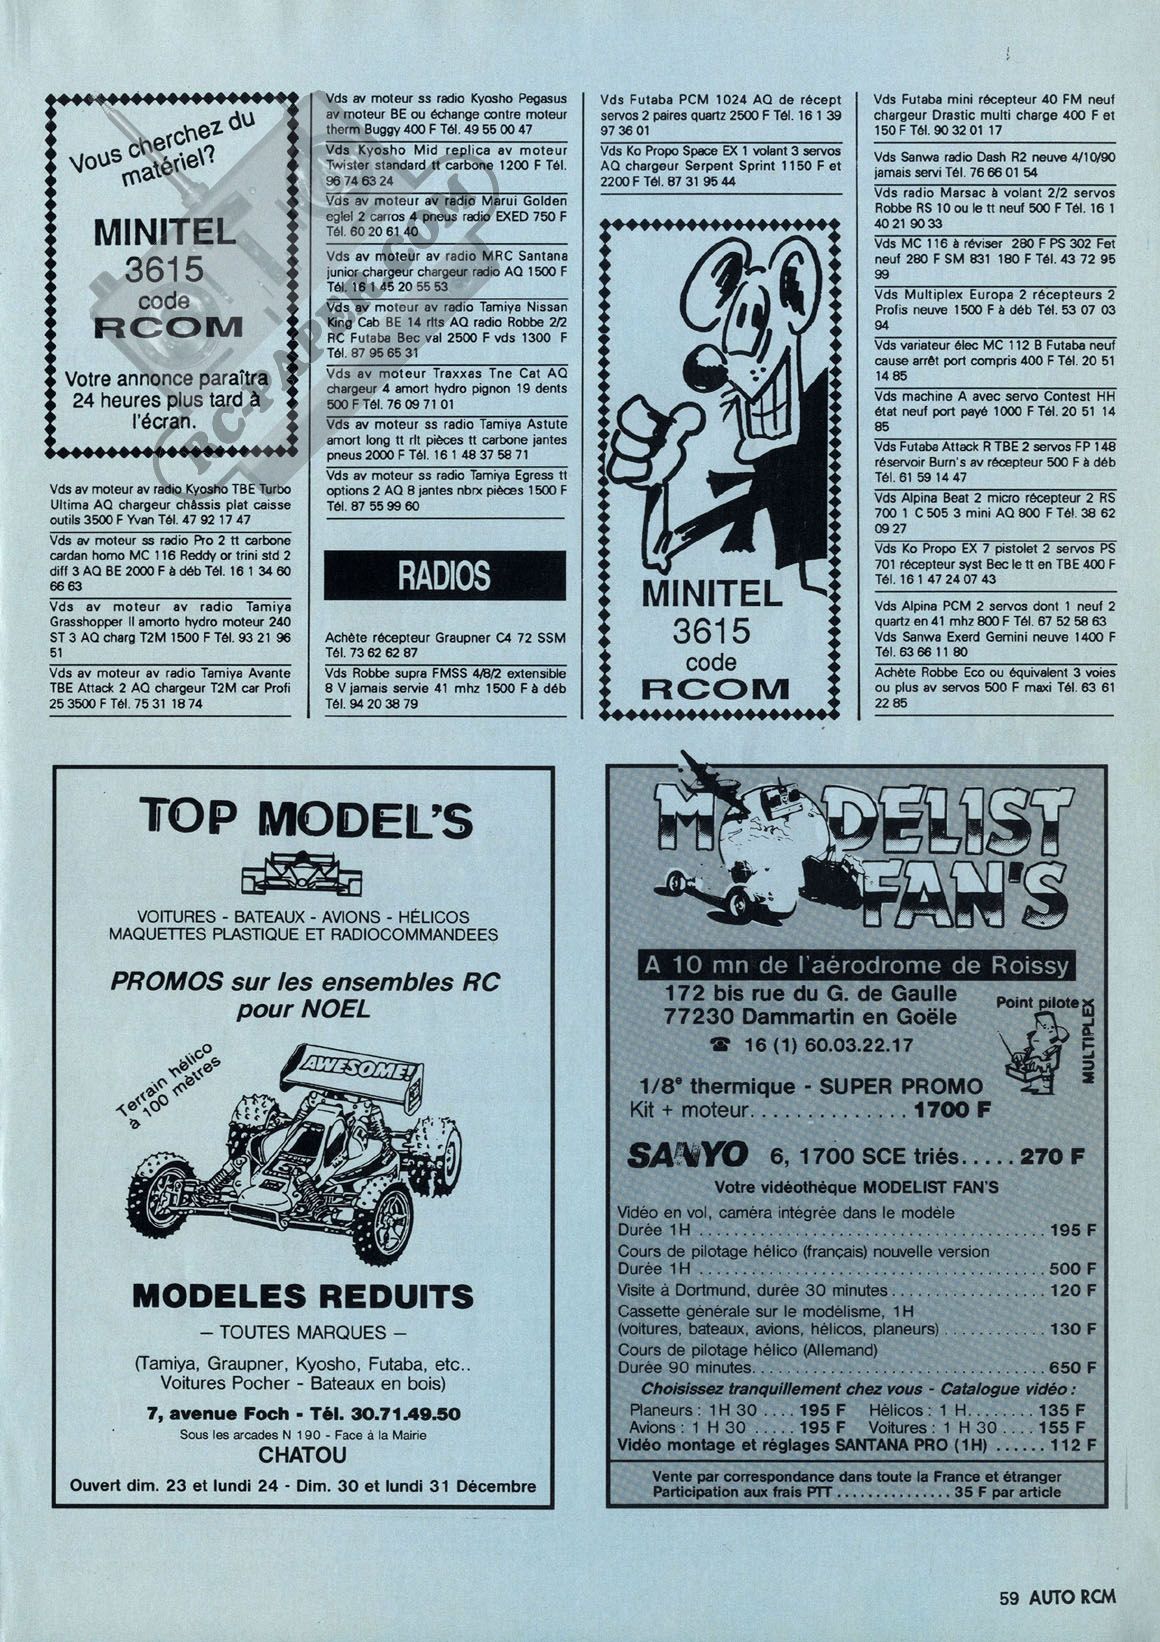 Vous cherchez du
matériel?
MINITEL
3615
code
RCOM
Votre annonce paraîtra
24 heures plus tard à
l'écran.
Vds av moteur av radio Kyosho TBE Turbo
Ultima AQ chargeur châssis plat caisse
outils 3500 F Yvan Tél. 47 92 17 47
Vds av moteur ss radio Pro 2 tt carbone
cardan homo MC 116 Reddy or trini std 2
diff 3 AQ BE 2000 F à déb Tél. 16 1 34 60
66 63
Vds av moteur av radio Tamiya
Grasshopper II amorto hydro moteur 240
ST 3 AQ charg T2M 1500 F Tél. 93 21 96
51
Vds av moteur av radio Tamiya Avante
TBE Attack 2 AQ chargeur T2M car Profi
25 3500 F Tél. 75 31 18 74
Vds av moteur ss radio Kyosho Pegasus
av moteur BE ou échange contre moteur
therm Buggy 400 F Tél. 49 55 00 47
Vds Kyosho Mid replica av moteur
Twister standard tt carbone 1200 F Tél.
96 74 63 24
Vds av moteur av radio Marui Golden
eglel 2 carros 4 pneus radio EXED 750 F
Tél. 60 20 61 40
Vds av moteur av radio MRC Santana
junior chargeur chargeur radio AQ 1500 F
Tél. 16 1 45 20 55 53
Vds av moteur av radio Tamiya Nissan
King Cab BE 14 rlts AQ radio Robbe 2/2
RC Futaba Bec val 2500 F vds 1300 F
Tél. 87 95 65 31
Vds av moteur Traxxas Tne Cat AQ
chargeur 4 amort hydro pignon 19 dents
500 F Tél. 76 09 71 01
Vds av moteur ss radio Tamiya Astute
amort long tt rlt pièces tt carbone jantes
pneus 2000 F Tél. 16 1 48 37 58 71
Vds av moteur ss radio Tamiya Egress tt
options 2 AQ 8 jantes nbrx pièces 1500 F
Tél. 87 55 99 60
RADIOS
Achète récepteur Graupner C4 72 SSM
Tél. 73 62 62 87
Vds Robbe supra FMSS 4/8/2 extensible
8 V jamais servie 41 mhz 1500 F à déb
Tél. 94 20 38 79
Vds Futaba PCM 1024 AQ de récept
servos 2 paires quartz 2500 F Tél. 16 1 39
97 36 01
Vds Ko Propo Space EX 1 volant 3 servos
AQ chargeur Serpent Sprint 1150 F et
2200 F Tél. 87 31 95 44
MINITEL
3615
code
RCOM
Vds Futaba mini récepteur 40 FM neuf
chargeur Drastic multi charge 400 F et
150 F Tél. 90 32 01 17
Vds Sanwa radio Dash R2 neuve 4/10/90
jamais servi Tél. 76 66 01 54
Vds radio Marsac à volant 2/2 servos
Robbe RS 10 ou le tt neuf 500 F Tél. 16 1
40 21 90 33
Vds MC 116 à réviser 280 F PS 302 Fet
neuf 280 F SM 831 180 F Tél. 43 72 95
99
Vds Multiplex Europa 2 récepteurs 2
Profis neuve 1500 F à déb Tél. 53 07 03
94
Vds variateur élec MC 112 B Futaba neuf
cause arrêt port compris 400 F Tél. 20 51
14 85
Vds machine A avec servo Contest HH
état neuf port payé 1000 F Tél. 20 51 14
85
Vds Futaba Attack R TBE 2 servos FP 148
réservoir Burn's av récepteur 500 F à déb
Tél. 61 59 14 47
Vds Alpina Beat 2 micro récepteur 2 RS
700 1 C 505 3 mini AQ 800 F Tél. 38 62
09 27
Vds Ko Propo EX 7 pistolet 2 servos PS
701 récepteur syst Bec le tt en TBE 400 F
Tél. 16 1 47 24 07 43
Vds Alpina PCM 2 servos dont 1 neuf 2
quartz en 41 mhz 800 F Tél. 67 52 58 63
Vds Sanwa Exerd Gemini neuve 1400 F
Tél. 63 66 11 80
Achète Robbe Eco ou équivalent 3 voies
ou plus av servos 500 F maxi Tél. 63 61
22 85
RC-PAPER.COM
TOP MODEL'S
VOITURES - BATEAUX - AVIONS - HÉLICOS
MAQUETTES PLASTIQUE ET RADIOCOMMANDEES
PROMOS sur les ensembles RC
pour NOEL
Terrain hélico
à 100 mètres
AWESOME!
MODELES REDUITS
– TOUTES MARQUES –
(Tamiya, Graupner, Kyosho, Futaba, etc..
Voitures Pocher - Bateaux en bois)
7, avenue Foch - Tél. 30.71.49.50
Sous les arcades N 190 - Face à la Mairie
CHATOU
Ouvert dim. 23 et lundi 24 - Dim. 30 et lundi 31 Décembre
MODELIST
FAN'S
A 10 mn de l'aérodrome de Roissy
172 bis rue du G. de Gaulle
77230 Dammartin en Goële
☎ 16 (1) 60.03.22.17
Point pilote
MULTIPLEX
1/8e thermique - SUPER PROMO
Kit + moteur.............. 1700 F
SANYO 6, 1700 SCE triés..... 270 F
Votre vidéothèque MODELIST FAN'S
Vidéo en vol, caméra intégrée dans le modèle
Durée 1H ........ 195 F
Cours de pilotage hélico (français) nouvelle version
Durée 1H ........ 500 F
Visite à Dortmund, durée 30 minutes ........ 120 F
Cassette générale sur le modélisme, 1H
(voitures, bateaux, avions, hélicos, planeurs) ........ 130 F
Cours de pilotage hélico (Allemand)
Durée 90 minutes........ 650 F
Choisissez tranquillement chez vous - Catalogue vidéo :
Planeurs : 1H 30 .... 195 F Hélicos : 1 H....... 135 F
Avions : 1 H 30 ..... 195 F Voitures : 1 H 30 .... 155 F
Vidéo montage et réglages SANTANA PRO (1H) ...... 112 F
Vente par correspondance dans toute la France et étranger
Participation aux frais PTT ............... 35 F par article
59 AUTO RCM